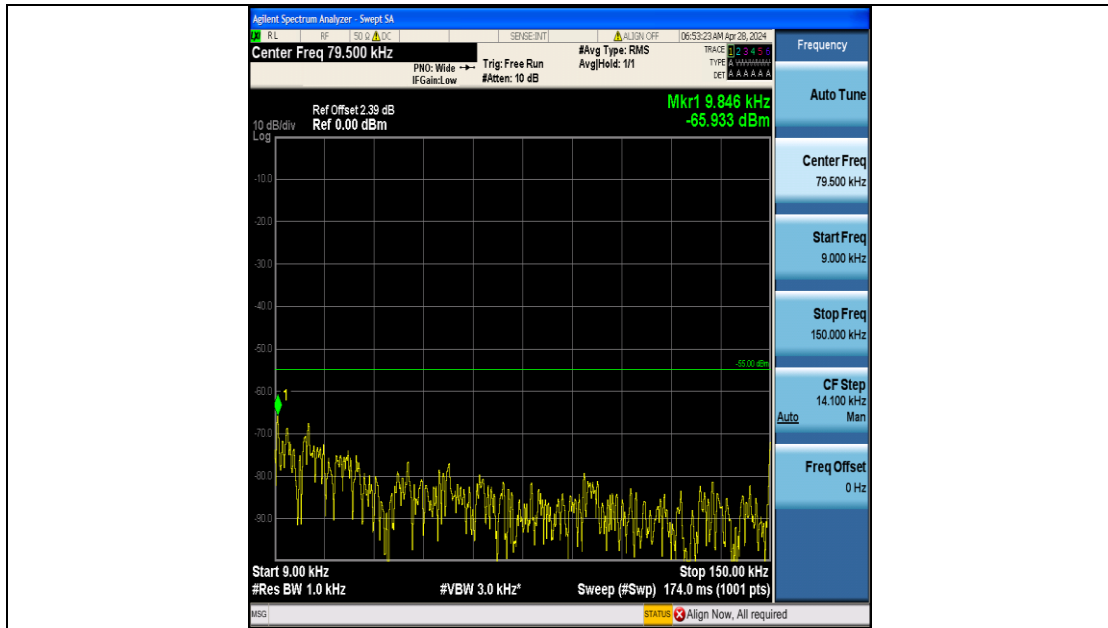 Agilent Spectrum Analyzer - Swept SA
RL RF 50 Ω DC SENSE:INT ALIGN OFF 06:53:23 AM Apr 28, 2024
Center Freq 79.500 kHz
PNO: Wide
IFGain:Low
Trig: Free Run
#Atten: 10 dB
#Avg Type: RMS
Avg|Hold: 1/1
TRACE 1 2 3 4 5 6
TYPE A WWWWW
DET A A A A A A
Ref Offset 2.39 dB
Ref 0.00 dBm
10 dB/div
Log
Mkr1 9.846 kHz
-65.933 dBm
-10.0
-20.0
-30.0
-40.0
-50.0
-55.00 dBm
-60.0
1
-70.0
-80.0
-90.0
Start 9.00 kHz
Stop 150.00 kHz
#Res BW 1.0 kHz
#VBW 3.0 kHz*
Sweep (#Swp) 174.0 ms (1001 pts)
MSG
STATUS Align Now, All required
Frequency
Auto Tune
Center Freq
79.500 kHz
Start Freq
9.000 kHz
Stop Freq
150.000 kHz
CF Step
14.100 kHz
Auto Man
Freq Offset
0 Hz